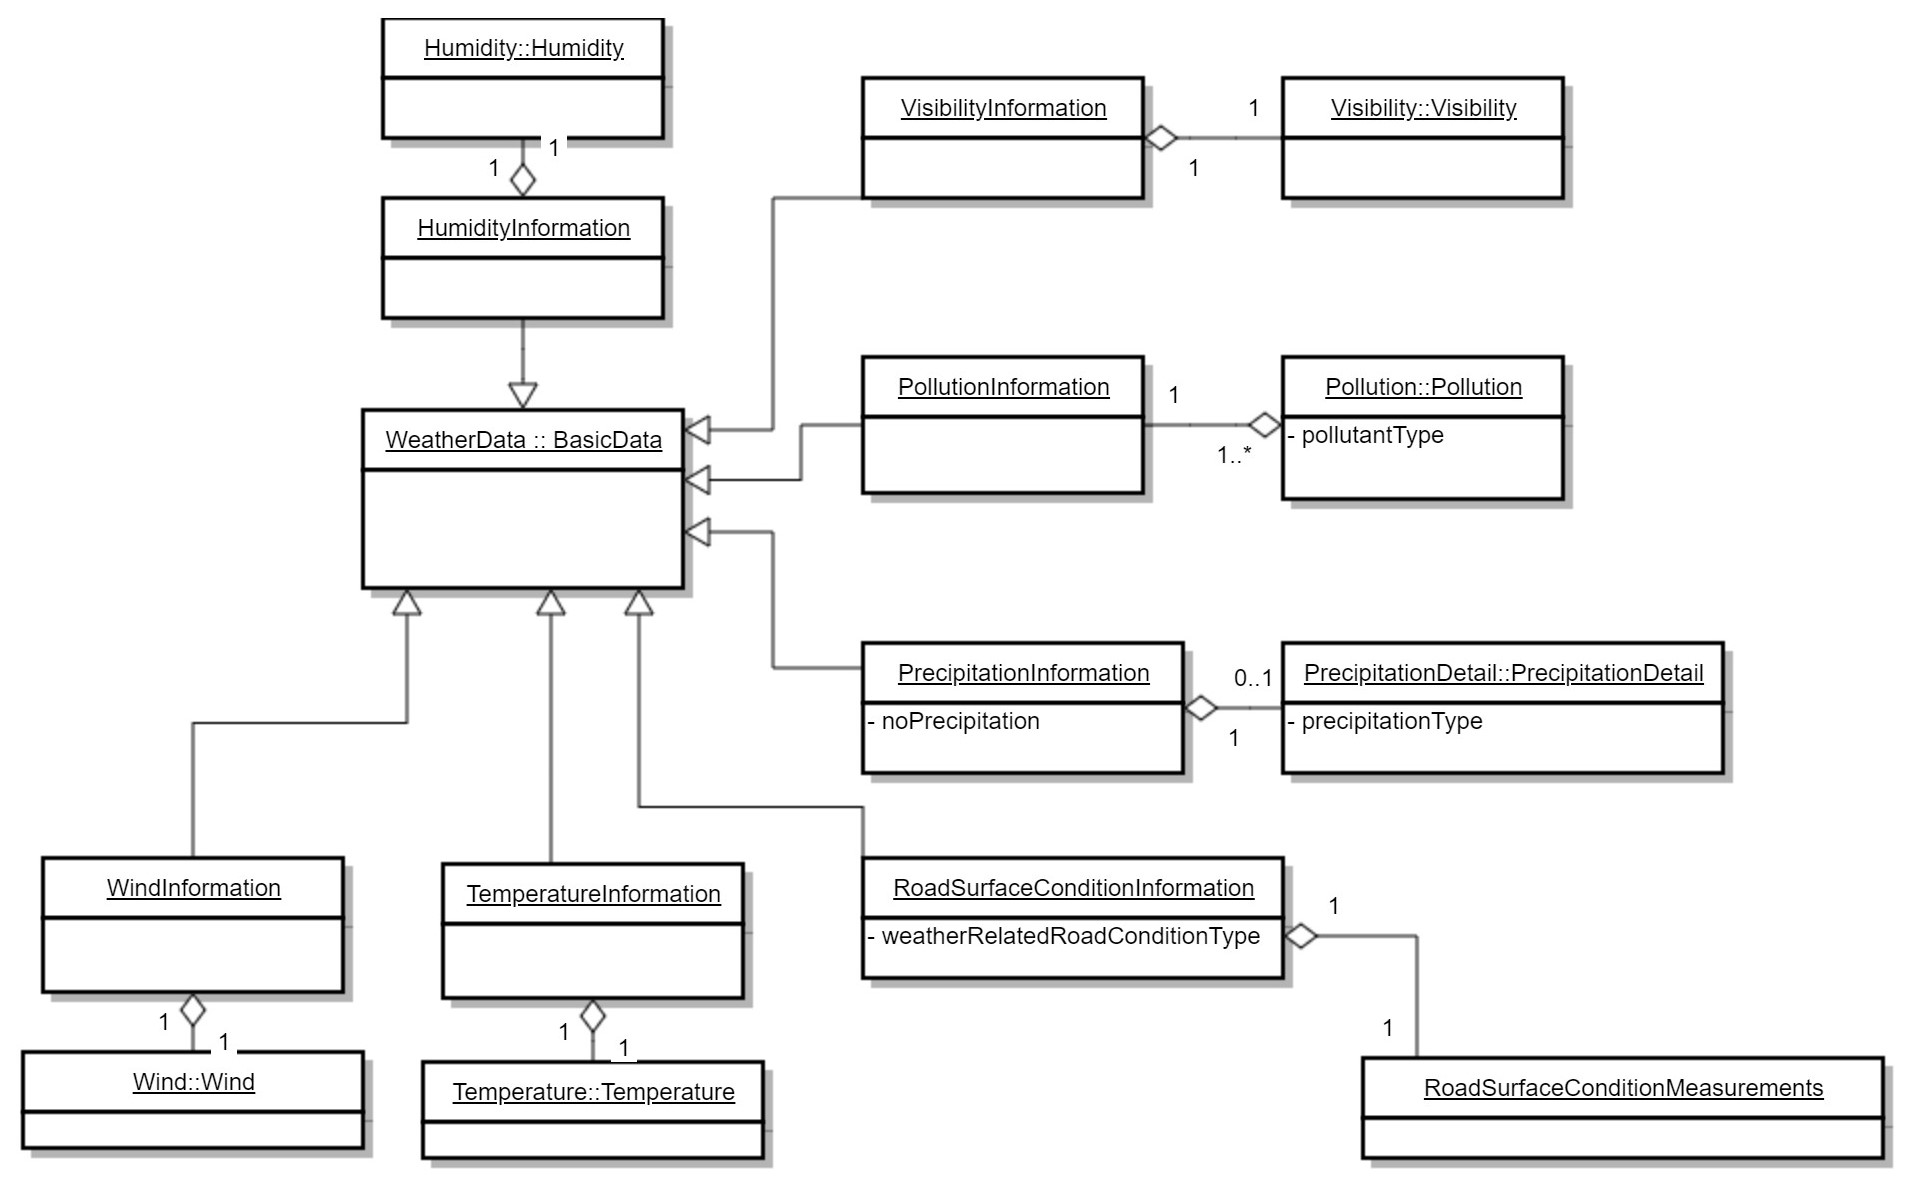 Humidity::Humidity
1
1
HumidityInformation
VisibilityInformation
1
1
Visibility::Visibility
WeatherData :: BasicData
PollutionInformation
1
1..*
Pollution::Pollution
- pollutantType
PrecipitationInformation
- noPrecipitation
0..1
1
PrecipitationDetail::PrecipitationDetail
- precipitationType
WindInformation
1
1
Wind::Wind
TemperatureInformation
1
1
Temperature::Temperature
RoadSurfaceConditionInformation
- weatherRelatedRoadConditionType
1
1
RoadSurfaceConditionMeasurements